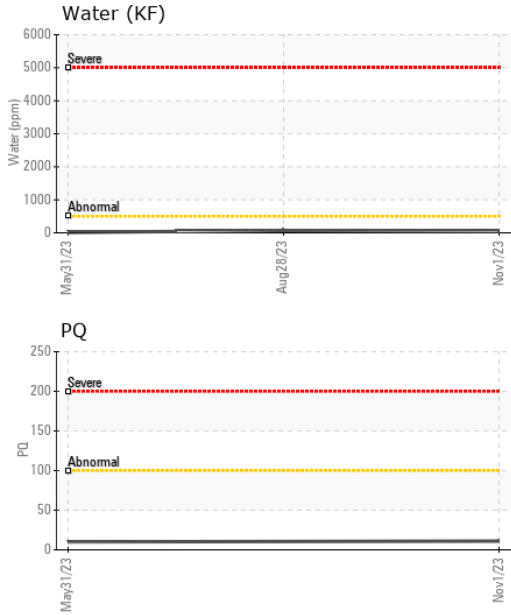 Water (KF)
6000
Severe
5000
4000
3000
2000
1000
Abnormal
0
Water (ppm)
May31/23
Aug28/23
Nov1/23
PQ
250
Severe
200
150
Abnormal
100
50
0
PQ
May31/23
Nov1/23